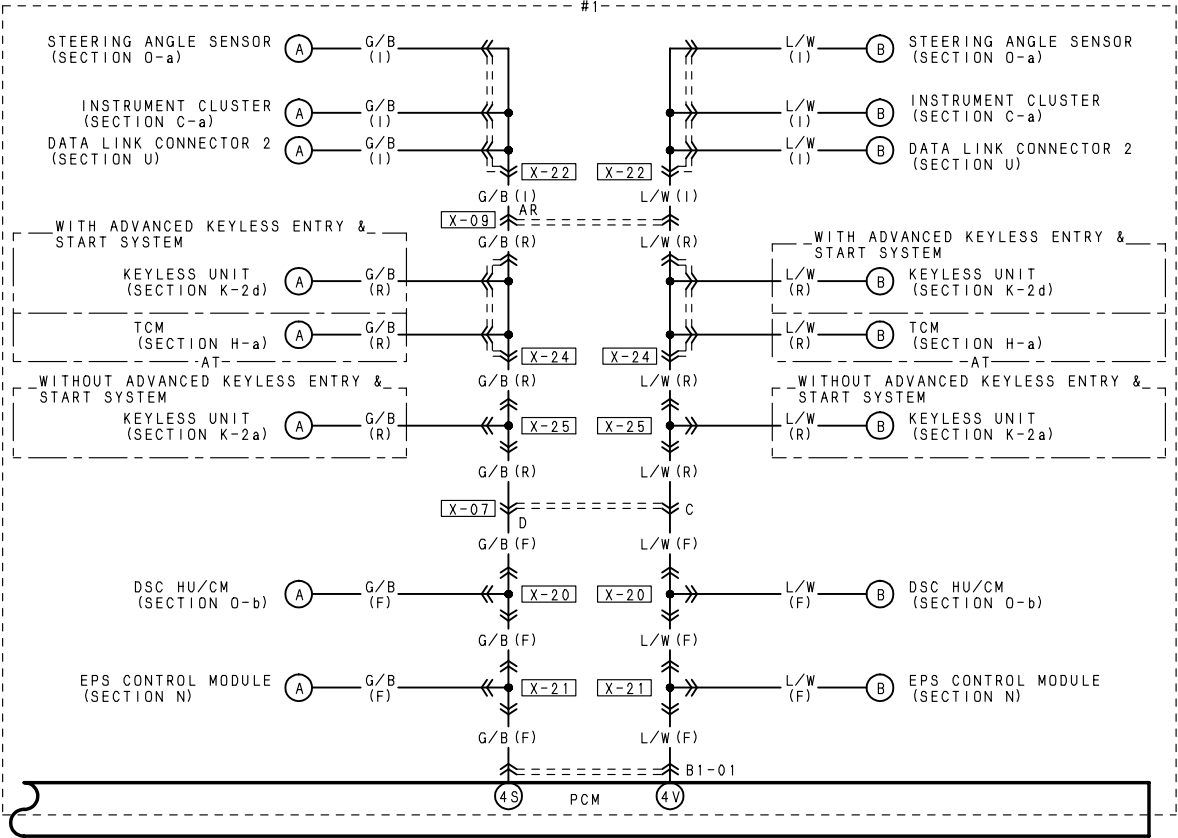 #1
STEERING ANGLE SENSOR
(SECTION O-a)
A
G/B
(I)
L/W
(I)
B
STEERING ANGLE SENSOR
(SECTION O-a)
INSTRUMENT CLUSTER
(SECTION C-a)
A
G/B
(I)
L/W
(I)
B
INSTRUMENT CLUSTER
(SECTION C-a)
DATA LINK CONNECTOR 2
(SECTION U)
A
G/B
(I)
L/W
(I)
B
DATA LINK CONNECTOR 2
(SECTION U)
X-22
X-22
G/B (I)
L/W (I)
X-09
AR
G/B (R)
L/W (R)
WITH ADVANCED KEYLESS ENTRY &
START SYSTEM
WITH ADVANCED KEYLESS ENTRY &
START SYSTEM
KEYLESS UNIT
(SECTION K-2d)
A
G/B
(R)
L/W
(R)
B
KEYLESS UNIT
(SECTION K-2d)
TCM
(SECTION H-a)
A
G/B
(R)
L/W
(R)
B
TCM
(SECTION H-a)
AT
AT
X-24
X-24
G/B (R)
L/W (R)
WITHOUT ADVANCED KEYLESS ENTRY &
START SYSTEM
WITHOUT ADVANCED KEYLESS ENTRY &
START SYSTEM
KEYLESS UNIT
(SECTION K-2a)
A
G/B
(R)
X-25
X-25
L/W
(R)
B
KEYLESS UNIT
(SECTION K-2a)
G/B (R)
L/W (R)
X-07
D
C
G/B (F)
L/W (F)
DSC HU/CM
(SECTION O-b)
A
G/B
(F)
X-20
X-20
L/W
(F)
B
DSC HU/CM
(SECTION O-b)
G/B (F)
L/W (F)
EPS CONTROL MODULE
(SECTION N)
A
G/B
(F)
X-21
X-21
L/W
(F)
B
EPS CONTROL MODULE
(SECTION N)
G/B (F)
L/W (F)
B1-01
4S
PCM
4V